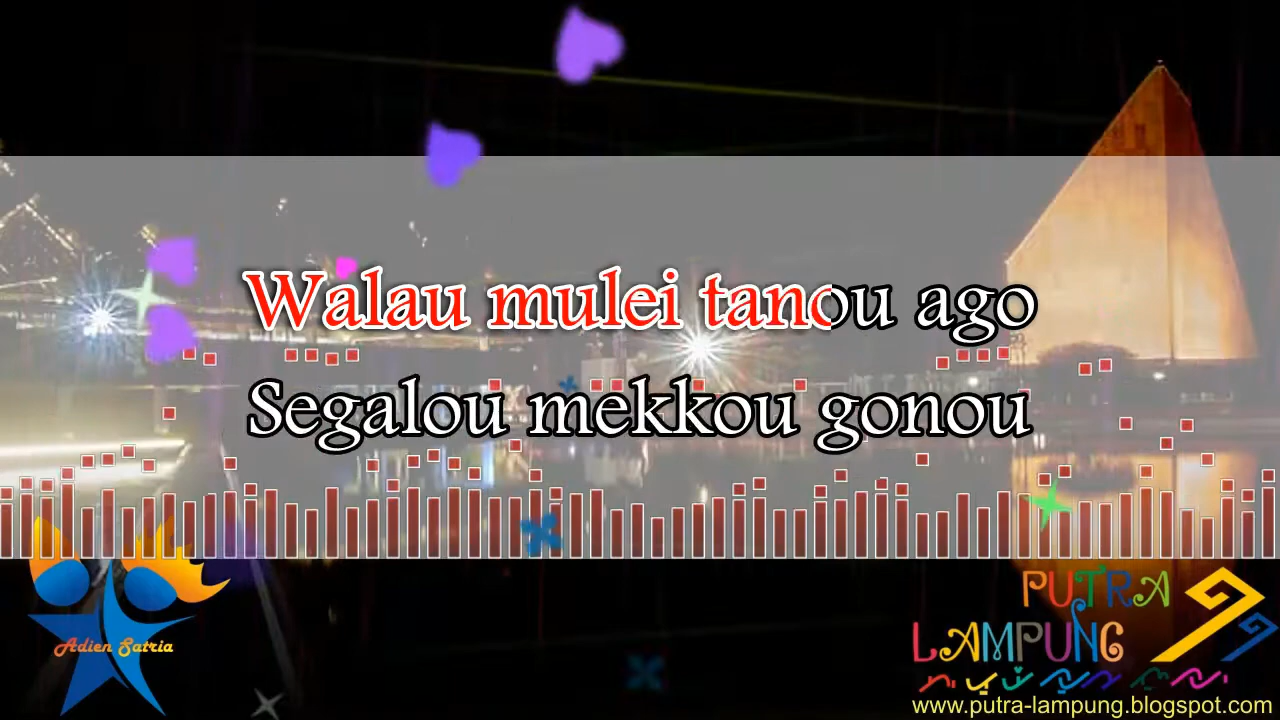 Walau mulei tanou ago
Segalou mekkou gonou
Adien Satria
PUTRA
LAMPUNG
www.putra-lampung.blogspot.com